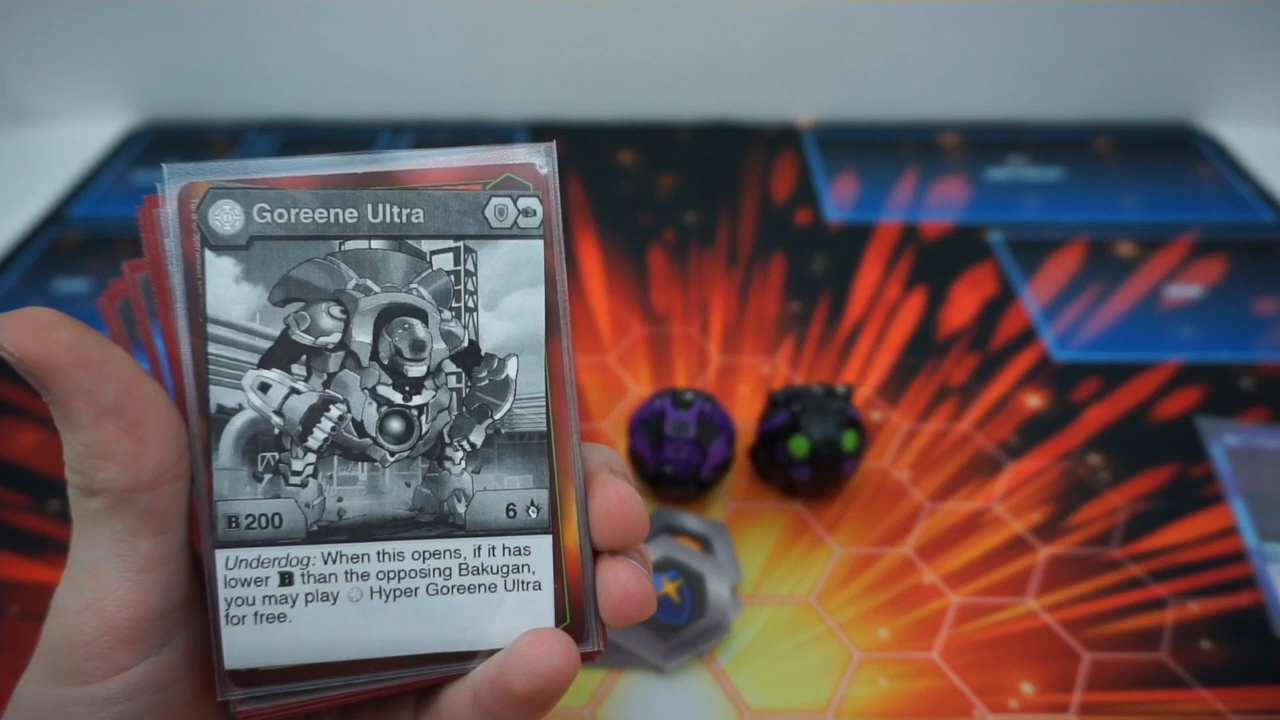 Goreene Ultra
B 200
6
Underdog: When this opens, if it has
lower B than the opposing Bakugan,
you may play Hyper Goreene Ultra
for free.